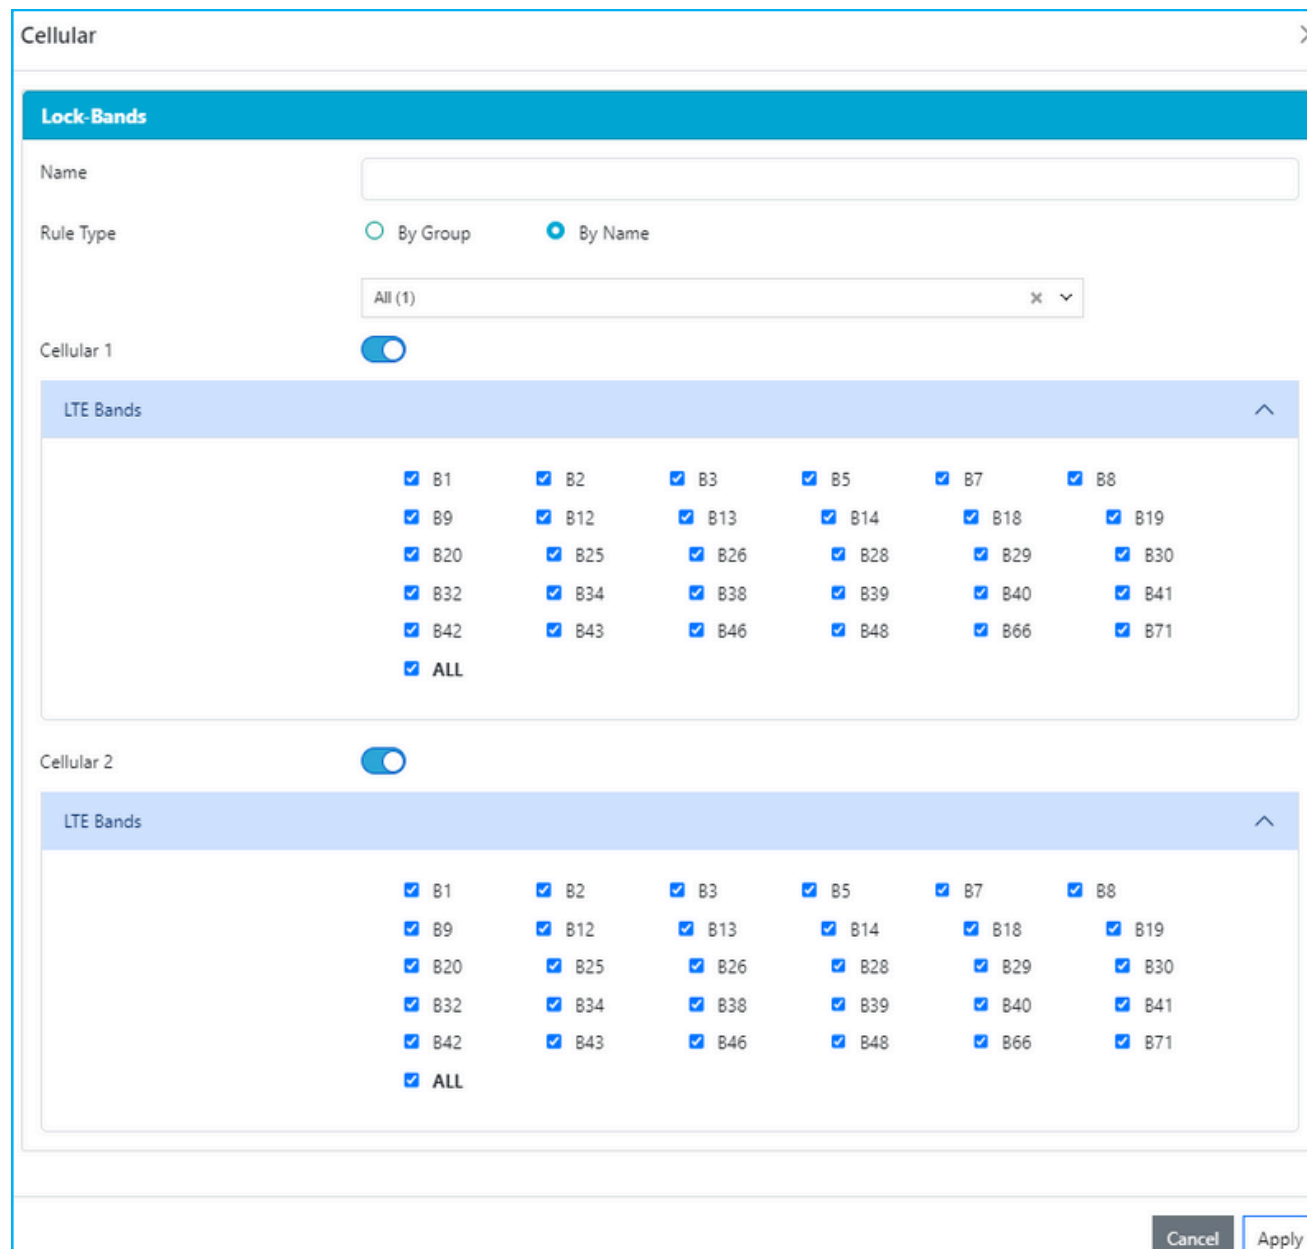 Cellular
Lock-Bands
Name
Rule Type By Group By Name
All (1)
Cellular 1
LTE Bands
B1 B2 B3 B5 B7 B8
B9 B12 B13 B14 B18 B19
B20 B25 B26 B28 B29 B30
B32 B34 B38 B39 B40 B41
B42 B43 B46 B48 B66 B71
ALL
Cellular 2
LTE Bands
B1 B2 B3 B5 B7 B8
B9 B12 B13 B14 B18 B19
B20 B25 B26 B28 B29 B30
B32 B34 B38 B39 B40 B41
B42 B43 B46 B48 B66 B71
ALL
Cancel Apply